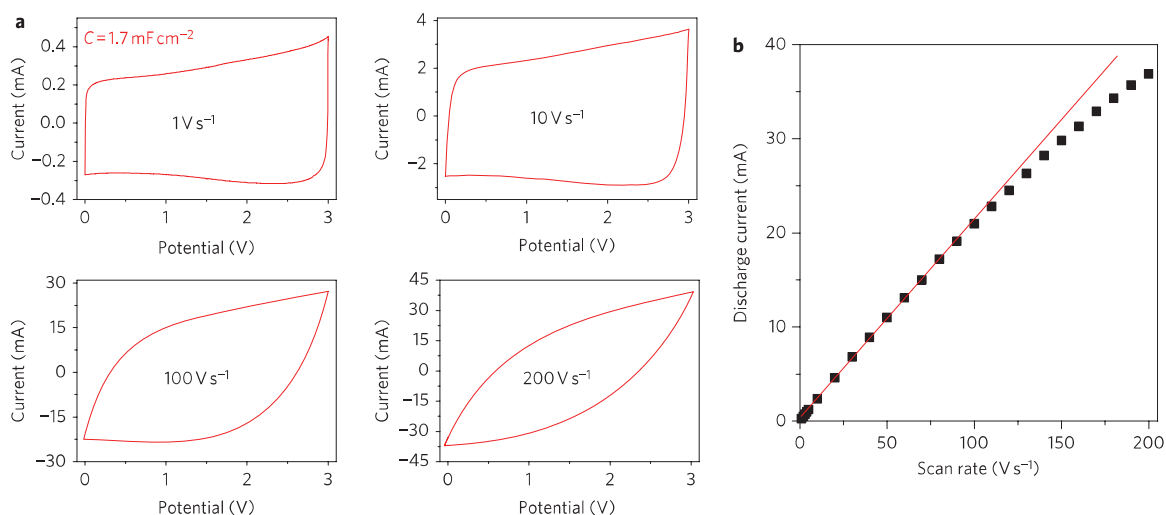 a
C = 1.7 mF cm⁻²
Current (mA)
0.4
0.2
0.0
−0.2
−0.4
1 V s⁻¹
0 1 2 3
Potential (V)
Current (mA)
4
2
0
−2
10 V s⁻¹
0 1 2 3
Potential (V)
Current (mA)
30
15
0
−15
−30
100 V s⁻¹
0 1 2 3
Potential (V)
Current (mA)
45
30
15
0
−15
−30
−45
200 V s⁻¹
0 1 2 3
Potential (V)
b
Discharge current (mA)
40
30
20
10
0
0 50 100 150 200
Scan rate (V s⁻¹)